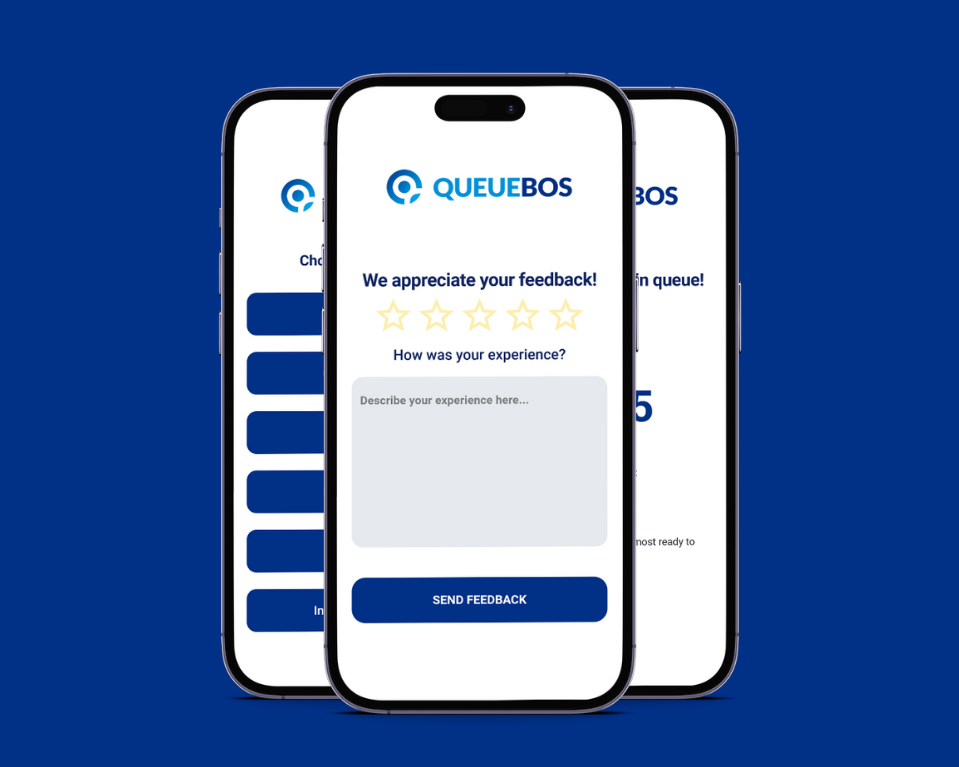 Cho
In
QUEUEBOS
We appreciate your feedback!
How was your experience?
Describe your experience here...
SEND FEEDBACK
BOS
in queue!
5
most ready to